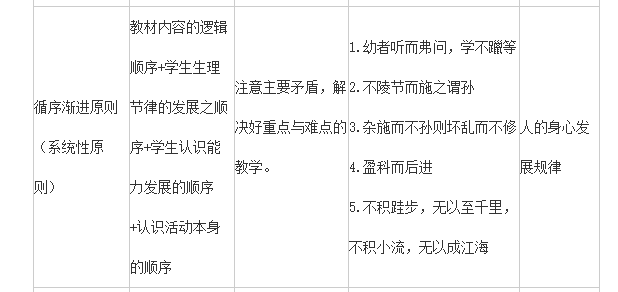 循序渐进原则
（系统性原
则）
教材内容的逻辑
顺序+学生生理
节律的发展之顺
序+学生认识能
力发展的顺序
+认识活动本身
的顺序
注意主要矛盾，解
决好重点与难点的
教学。
1.幼者听而弗问，学不躐等
2.不陵节而施之谓孙
3.杂施而不孙则坏乱而不修
4.盈科而后进
5.不积跬步，无以至千里，
不积小流，无以成江海
人的身心发
展规律